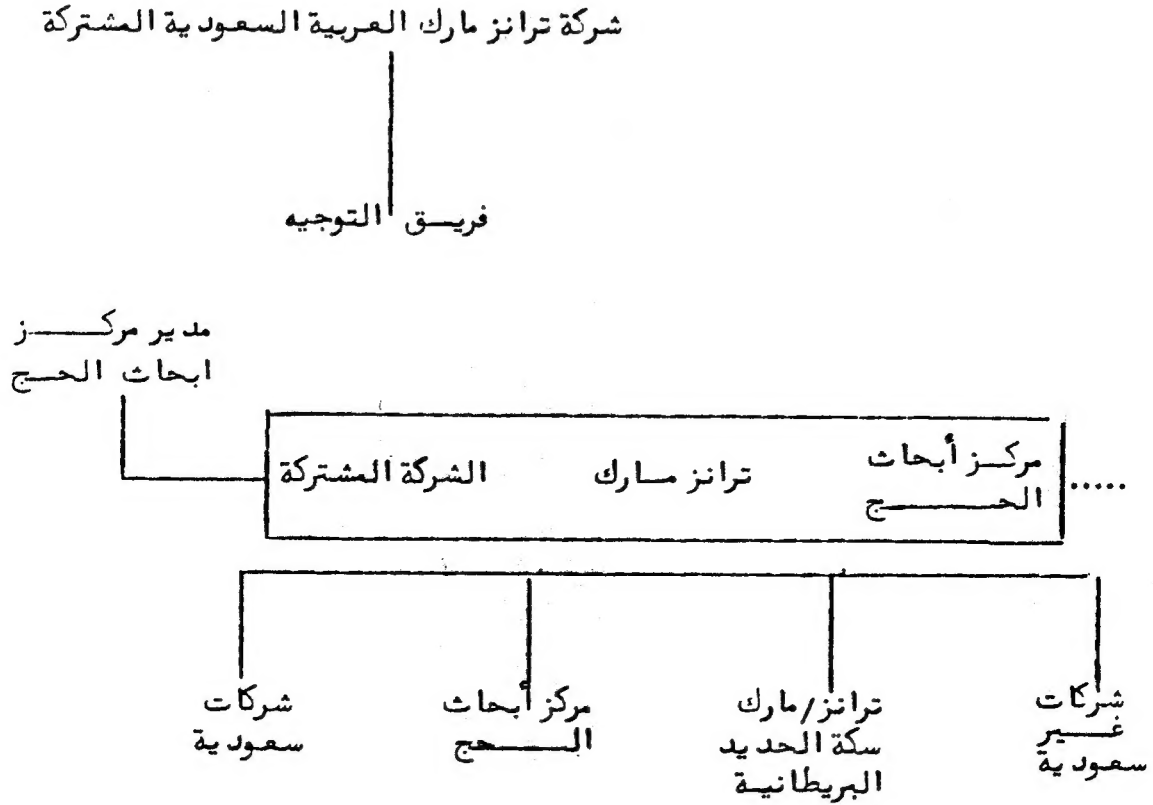 شركة ترانز مارك العربية السعودية المشتركة
فريق التوجيه
مدير مركز
ابحاث الحج
مركز أبحاث
الحج
.....
ترانز مارك
الشركة المشتركة
شركات
غير
سعودية
ترانز/مارك
سكة الحديد
البريطانية
مركز أبحاث
الحج
شركات
سعودية